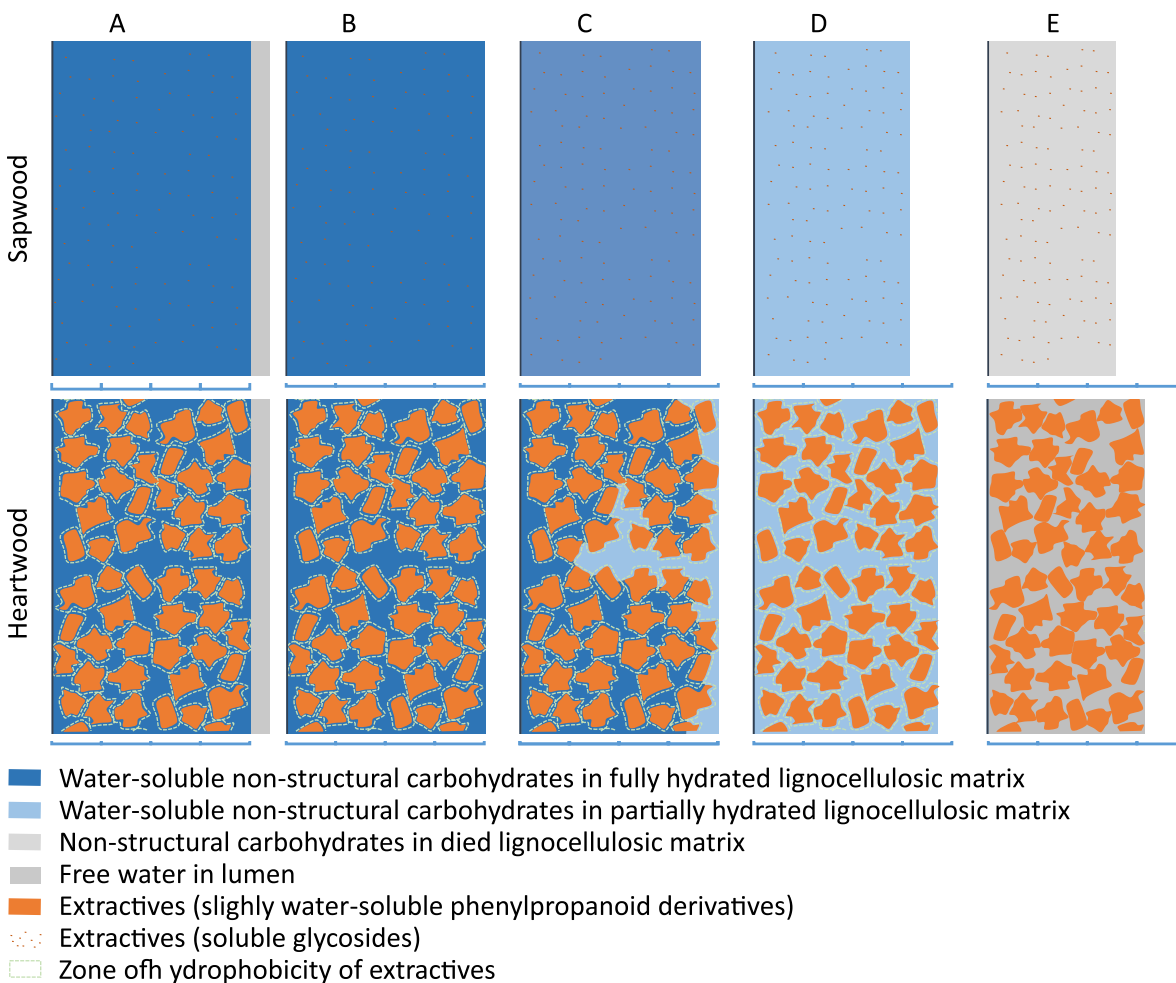 A B C D E
Sapwood
Heartwood
Water-soluble non-structural carbohydrates in fully hydrated lignocellulosic matrix
Water-soluble non-structural carbohydrates in partially hydrated lignocellulosic matrix
Non-structural carbohydrates in died lignocellulosic matrix
Free water in lumen
Extractives (slighly water-soluble phenylpropanoid derivatives)
Extractives (soluble glycosides)
Zone ofh ydrophobicity of extractives